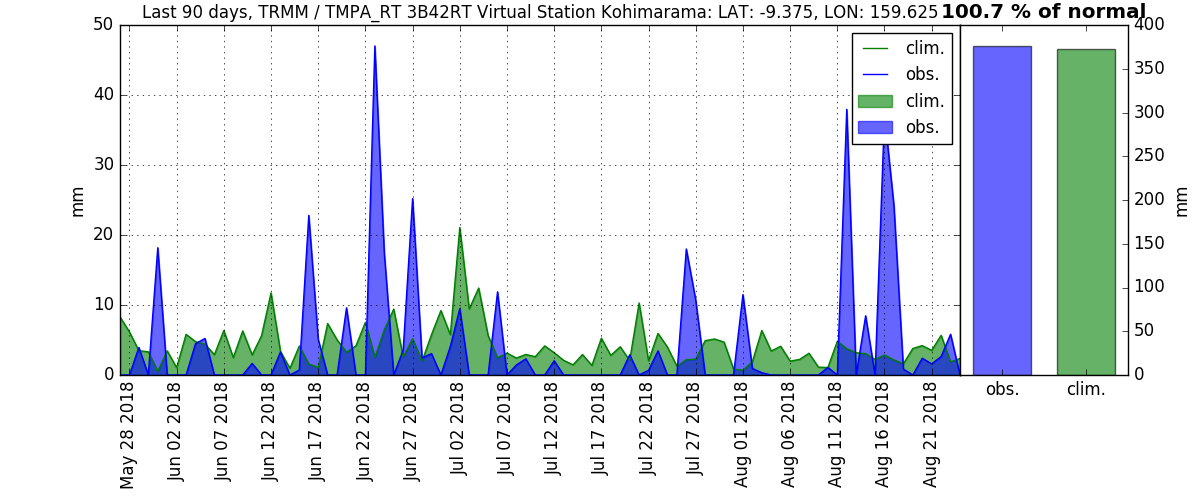 Last 90 days, TRMM / TMPA_RT 3B42RT Virtual Station Kohimarama: LAT: -9.375, LON: 159.625
100.7 % of normal
50
40
30
20
10
0
mm
clim.
obs.
clim.
obs.
400
350
300
250
200
150
100
50
0
mm
May 28 2018
Jun 02 2018
Jun 07 2018
Jun 12 2018
Jun 17 2018
Jun 22 2018
Jun 27 2018
Jul 02 2018
Jul 07 2018
Jul 12 2018
Jul 17 2018
Jul 22 2018
Jul 27 2018
Aug 01 2018
Aug 06 2018
Aug 11 2018
Aug 16 2018
Aug 21 2018
obs.
clim.